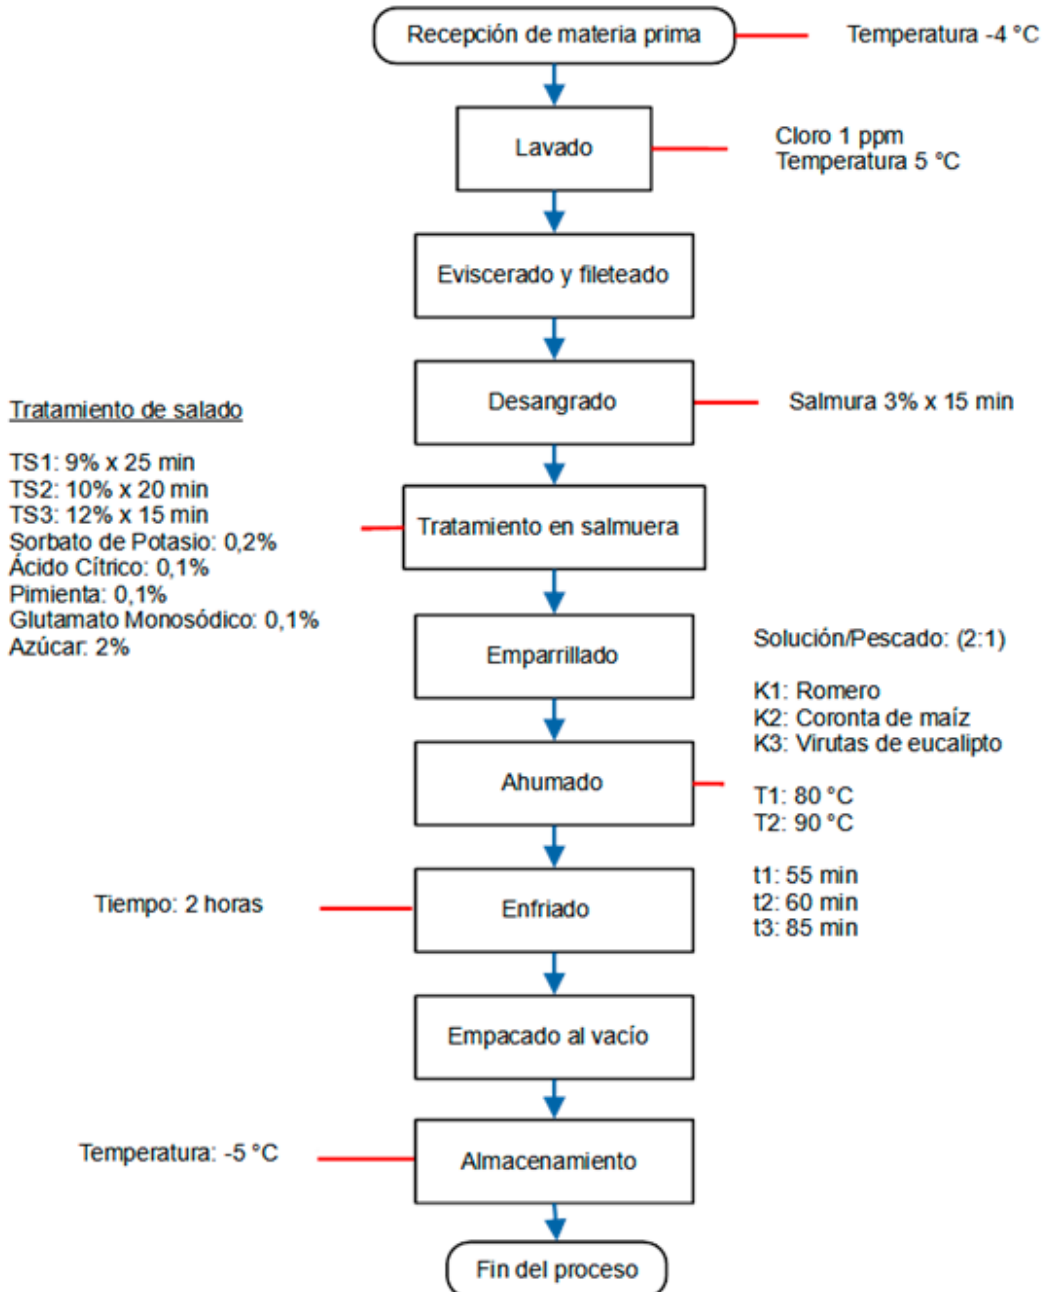 Recepción de materia prima
Temperatura -4 °C
Lavado
Cloro 1 ppm
Temperatura 5 °C
Eviscerado y fileteado
Desangrado
Salmura 3% x 15 min
Tratamiento de salado
TS1: 9% x 25 min
TS2: 10% x 20 min
TS3: 12% x 15 min
Sorbato de Potasio: 0,2%
Ácido Cítrico: 0,1%
Pimienta: 0,1%
Glutamato Monosódico: 0,1%
Azúcar: 2%
Tratamiento en salmuera
Emparrillado
Solución/Pescado: (2:1)
K1: Romero
K2: Coronta de maíz
K3: Virutas de eucalipto
T1: 80 °C
T2: 90 °C
t1: 55 min
t2: 60 min
t3: 85 min
Ahumado
Tiempo: 2 horas
Enfriado
Empacado al vacío
Temperatura: -5 °C
Almacenamiento
Fin del proceso